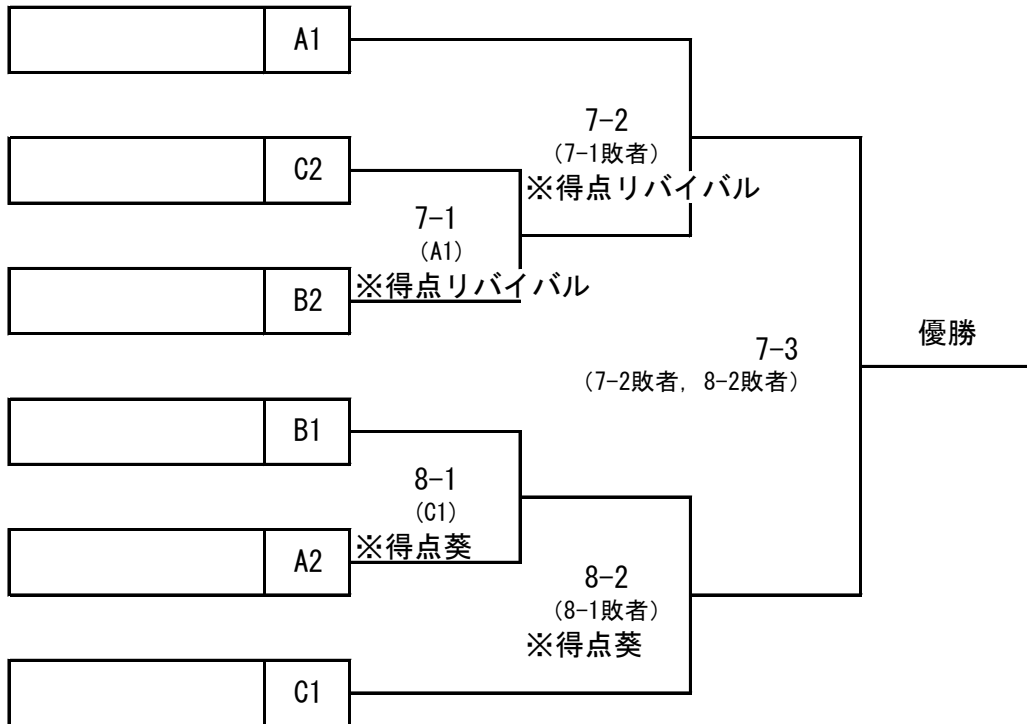 A1
7-2
(7-1敗者)
※得点リバイバル
C2
7-1
(A1)
※得点リバイバル
B2
優勝
7-3
(7-2敗者, 8-2敗者)
B1
8-1
(C1)
※得点葵
A2
8-2
(8-1敗者)
※得点葵
C1